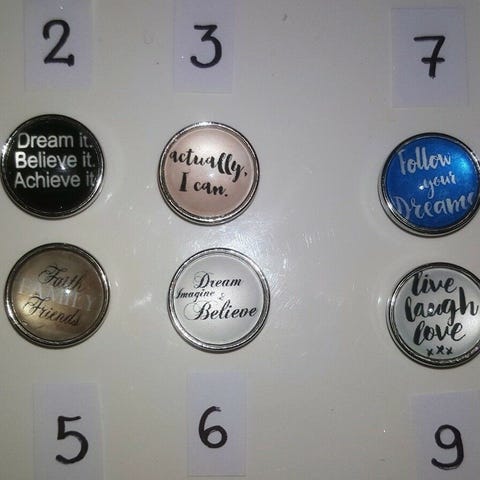 2
3
7
Dream it.
Believe it.
Achieve it
actually,
I can.
Follow
your
Dreams
Faith
FAMILY
Friends
Dream
Imagine &
Believe
live
laugh
love
xxx
5
6
9